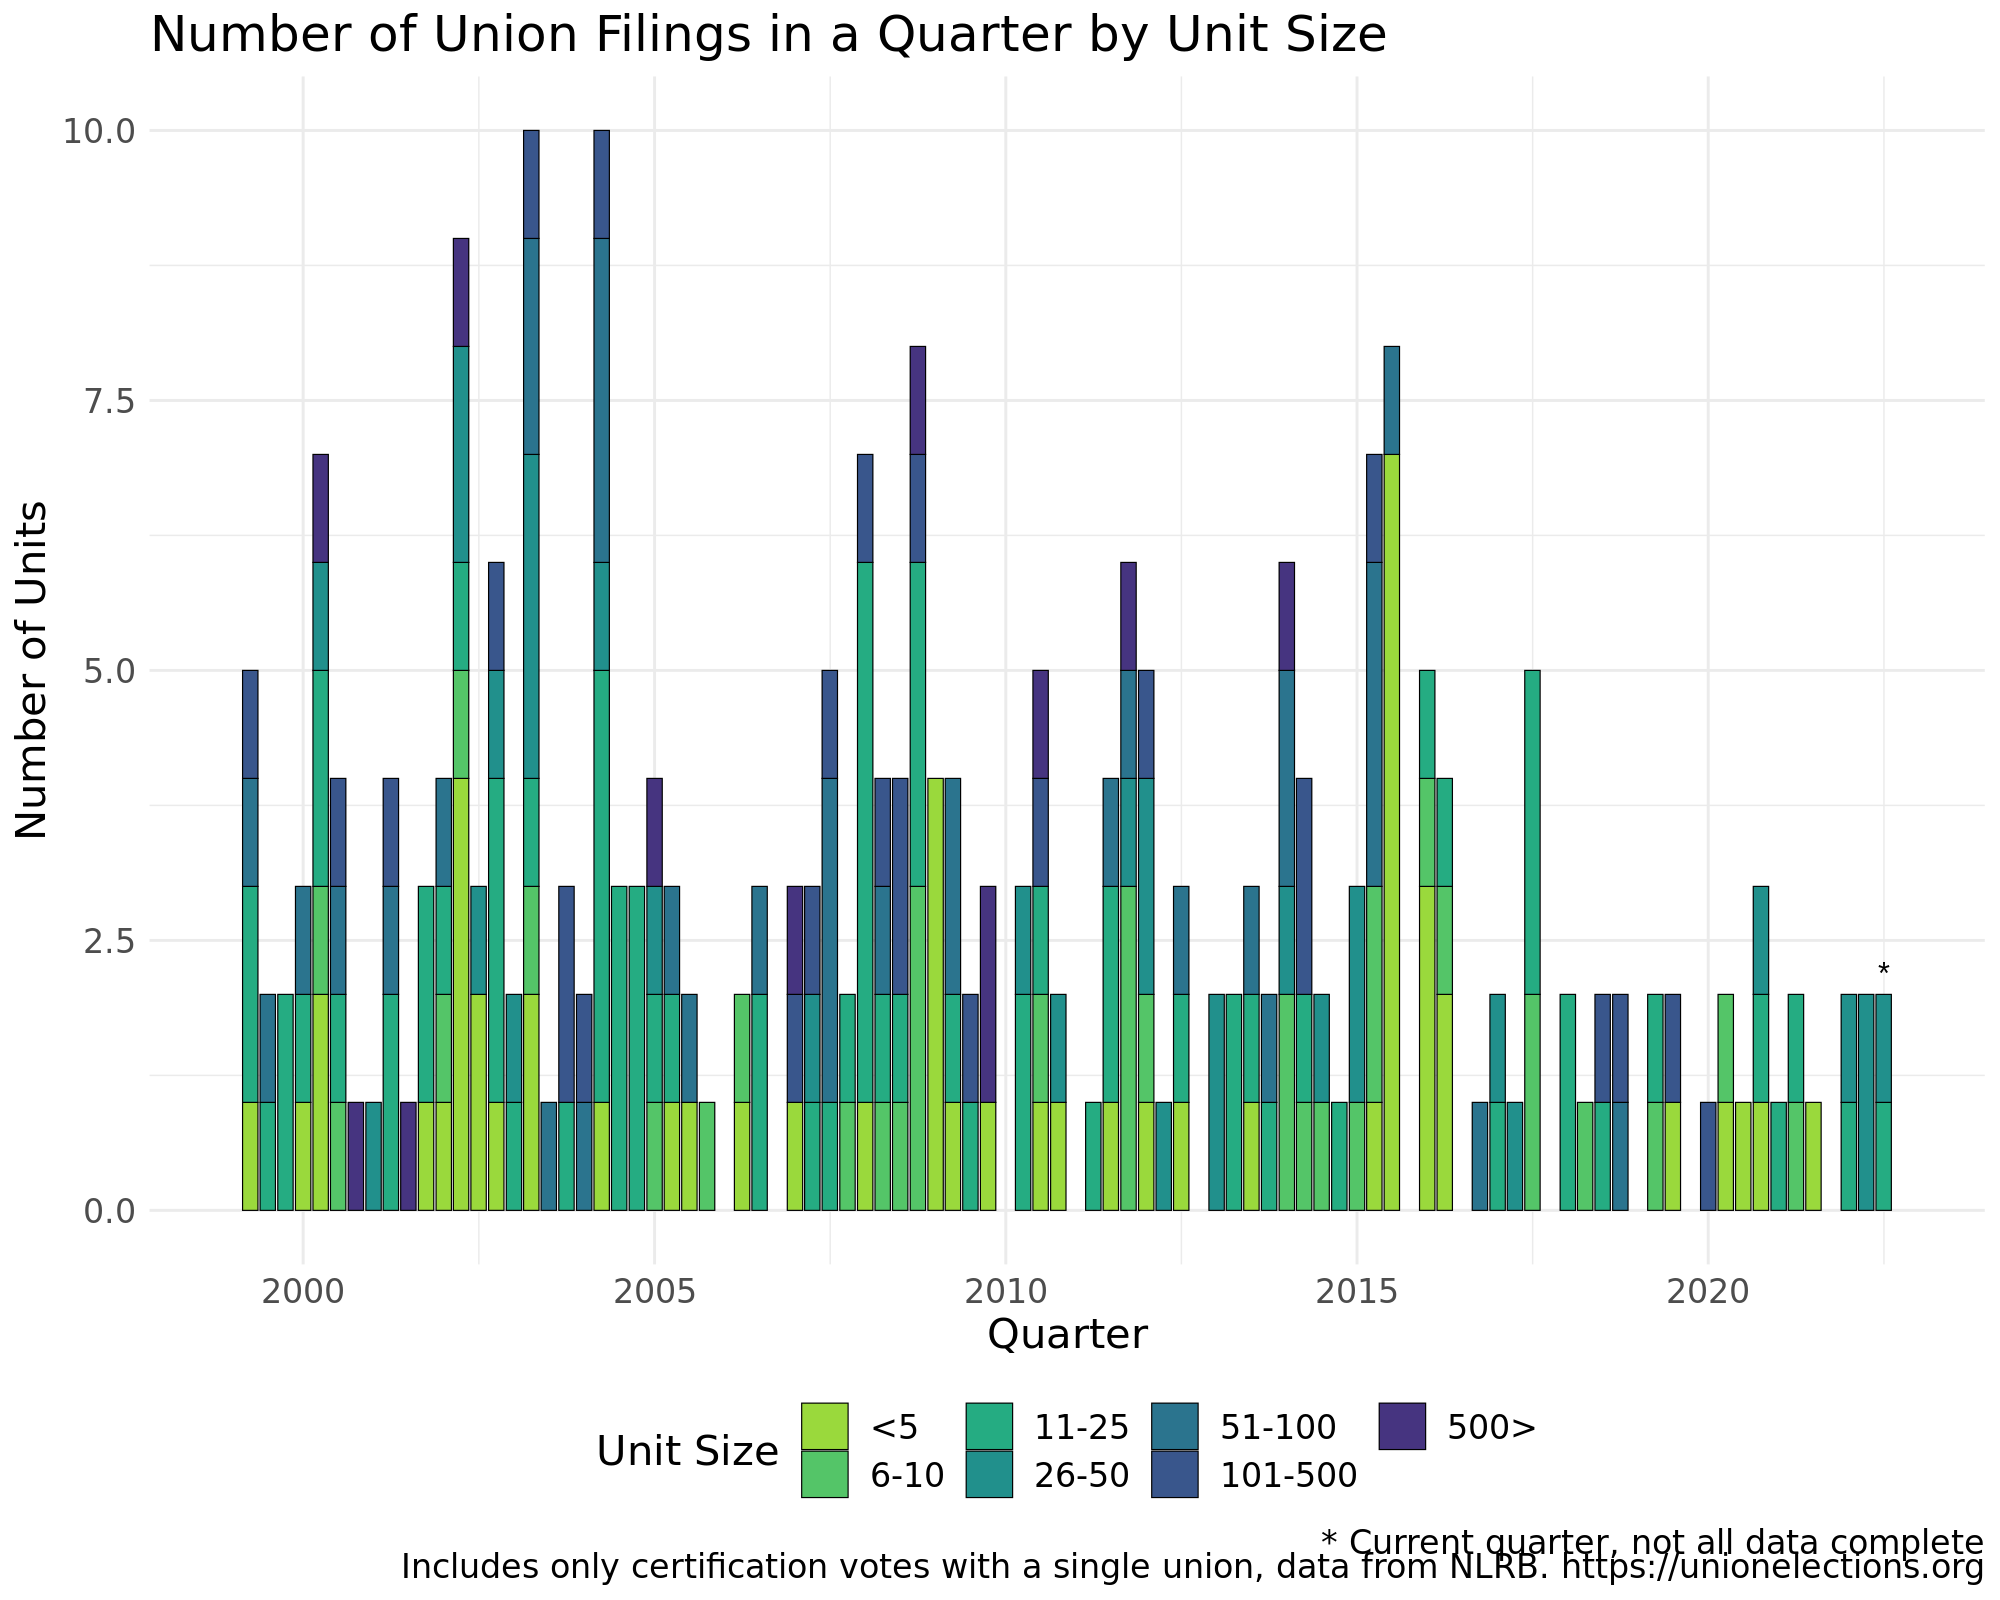 Number of Union Filings in a Quarter by Unit Size
Number of Units
10.0
7.5
5.0
2.5
0.0
*
2000 2005 2010 2015 2020
Quarter
Unit Size
<5 11-25 51-100 500>
6-10 26-50 101-500
* Current quarter, not all data complete
Includes only certification votes with a single union, data from NLRB. https://unionelections.org